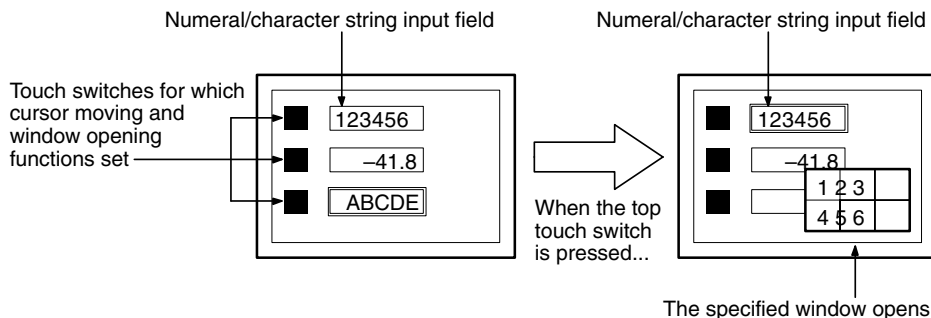 Numeral/character string input field
Touch switches for which
cursor moving and
window opening
functions set
123456
–41.8
ABCDE
When the top
touch switch
is pressed...
Numeral/character string input field
123456
–41.8
1 2 3
4 5 6
The specified window opens